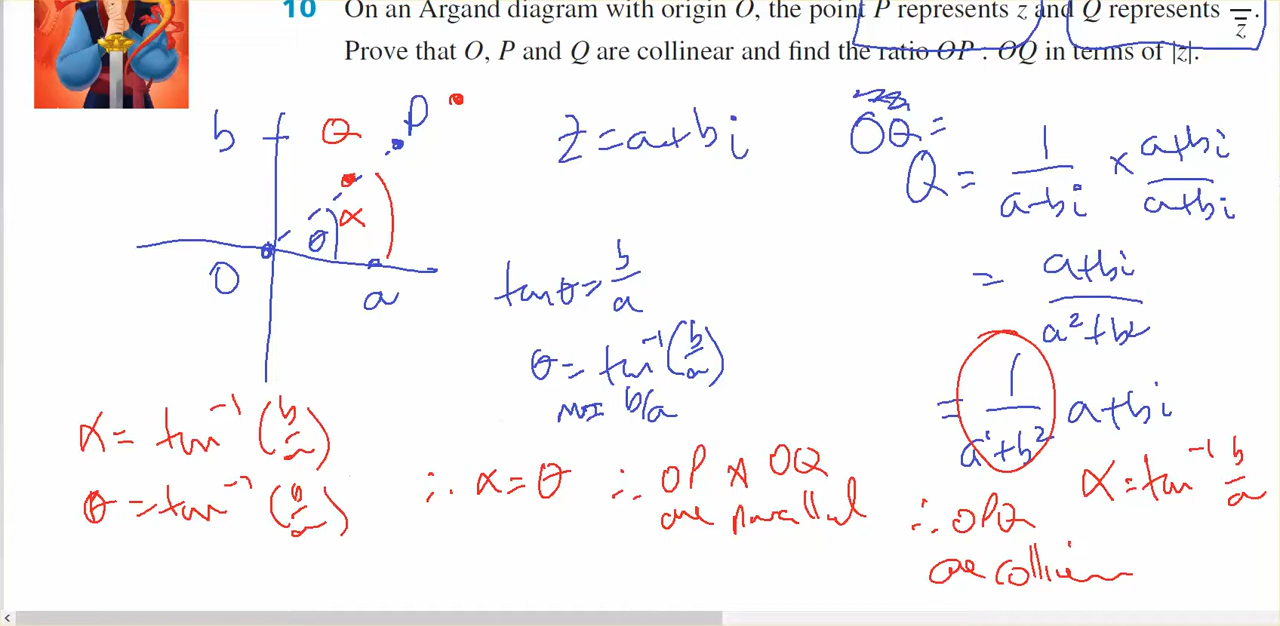 10 On an Argand diagram with origin O, the point P represents z and Q represents 1/z̄.
Prove that O, P and Q are collinear and find the ratio OP : OQ in terms of |z|.
b
Q
P
α
θ
O
a
z = a+bi
tanθ = b/a
θ = tan⁻¹(b/a)
b/a
OQ =
Q = 1/(a-bi) × (a+bi)/(a+bi)
= (a+bi)/(a²+b²)
= 1/(a²+b²) a+bi
α = tan⁻¹ b/a
α = tan⁻¹(b/a)
θ = tan⁻¹(b/a)
∴ α = θ
∴ OP & OQ
are parallel
∴ OPQ
are collinear